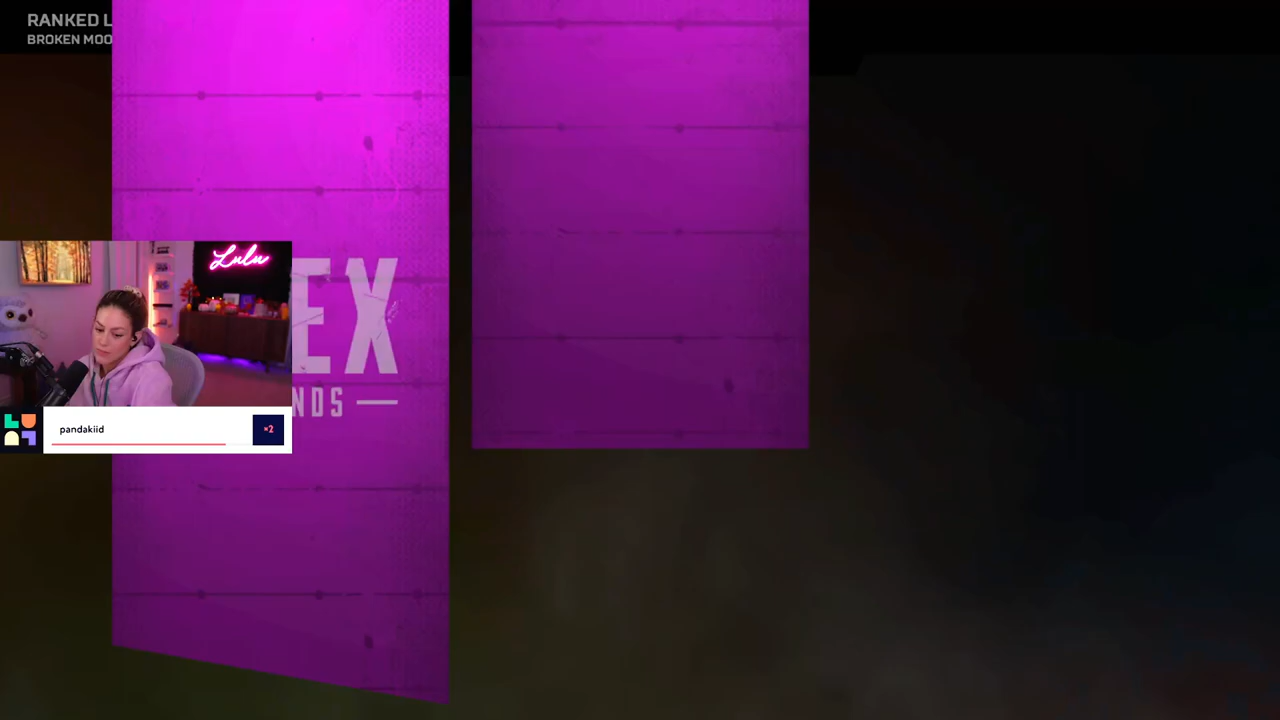 RANKED L
BROKEN MOO
Lulu
EX
NDS
pandakiid
×2